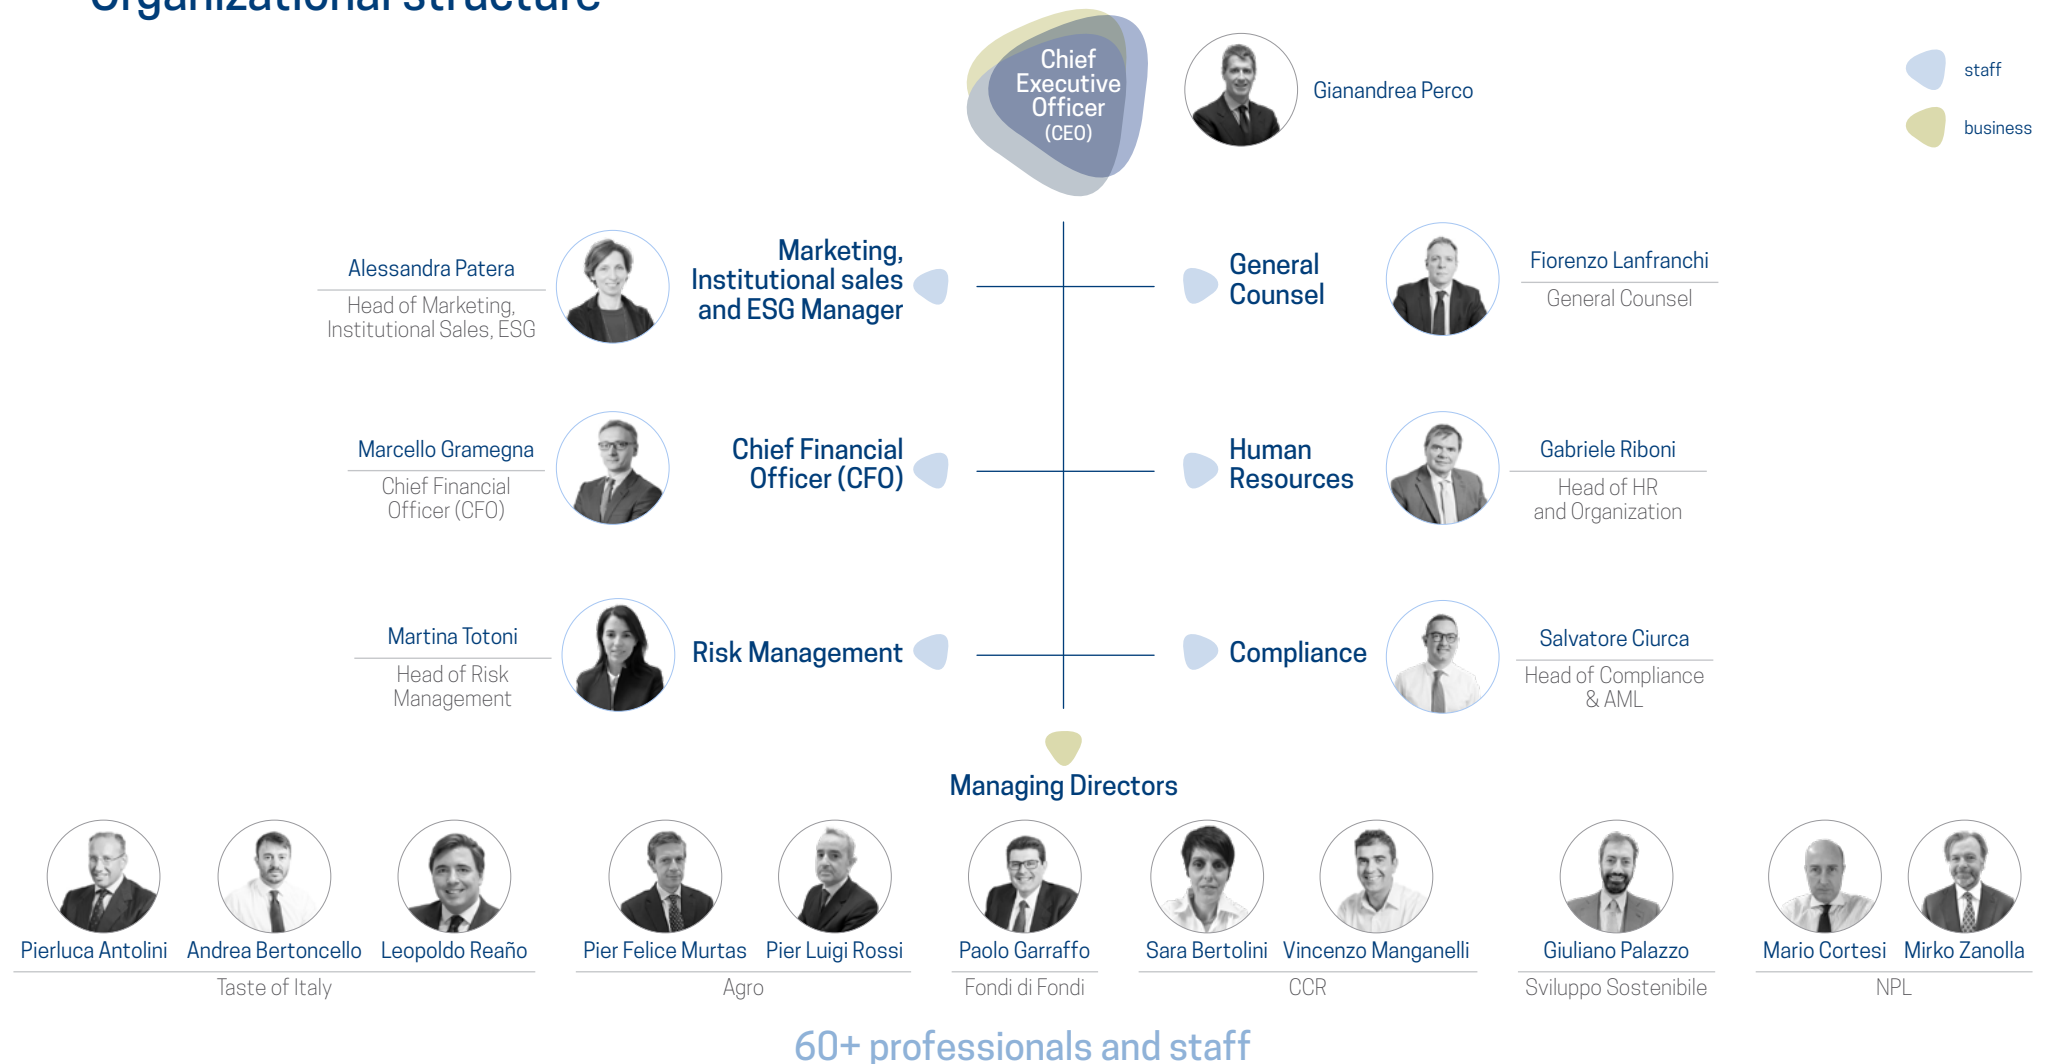 Organizational structure
Chief
Executive
Officer
(CEO)
Gianandrea Perco
staff
business
Alessandra Patera
Head of Marketing,
Institutional Sales, ESG
Marketing,
Institutional sales
and ESG Manager
General
Counsel
Fiorenzo Lanfranchi
General Counsel
Marcello Gramegna
Chief Financial
Officer (CFO)
Chief Financial
Officer (CFO)
Human
Resources
Gabriele Riboni
Head of HR
and Organization
Martina Totoni
Head of Risk
Management
Risk Management
Compliance
Salvatore Ciurca
Head of Compliance
& AML
Managing Directors
Pierluca Antolini
Andrea Bertoncello
Leopoldo Reaño
Taste of Italy
Pier Felice Murtas
Pier Luigi Rossi
Agro
Paolo Garraffo
Fondi di Fondi
Sara Bertolini
Vincenzo Manganelli
CCR
Giuliano Palazzo
Sviluppo Sostenibile
Mario Cortesi
Mirko Zanolla
NPL
60+ professionals and staff